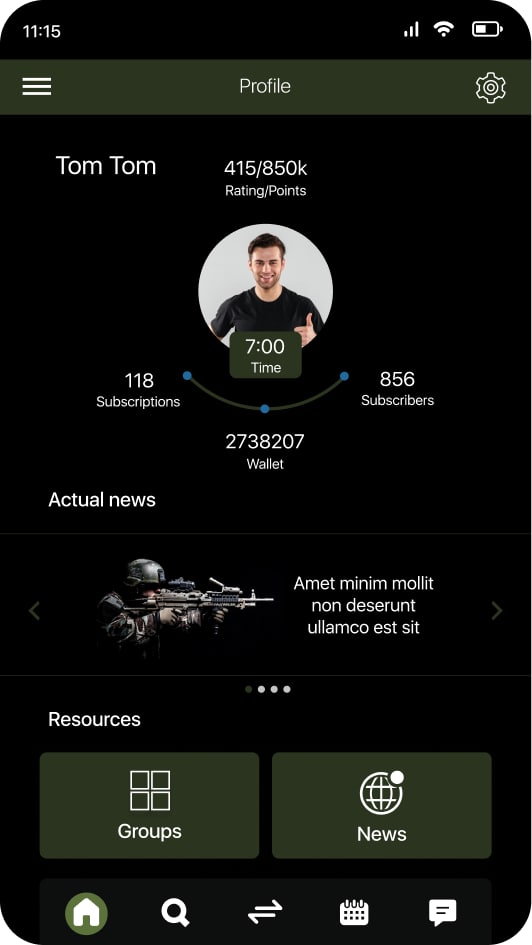 11:15
Profile
Tom Tom
415/850k
Rating/Points
7:00
Time
118
Subscriptions
856
Subscribers
2738207
Wallet
Actual news
Amet minim mollit
non deserunt
ullamco est sit
Resources
Groups
News